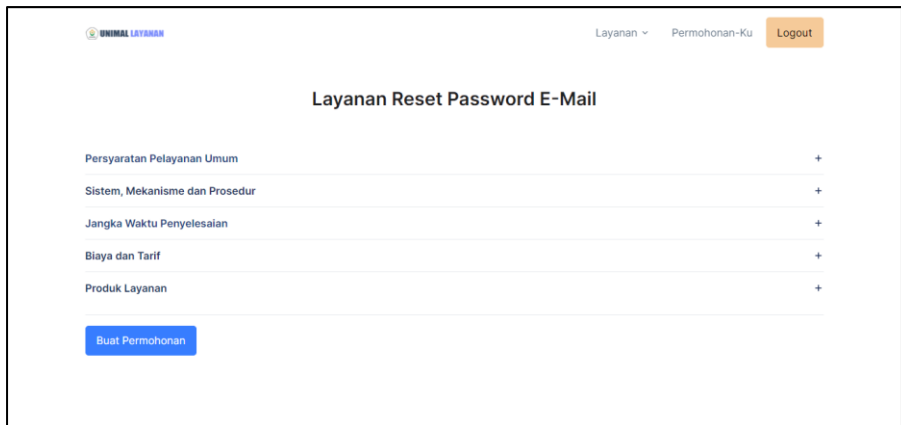 UNIMAL LAYANAN
Layanan Permohonan-Ku Logout
Layanan Reset Password E-Mail
Persyaratan Pelayanan Umum +
Sistem, Mekanisme dan Prosedur +
Jangka Waktu Penyelesaian +
Biaya dan Tarif +
Produk Layanan +
Buat Permohonan